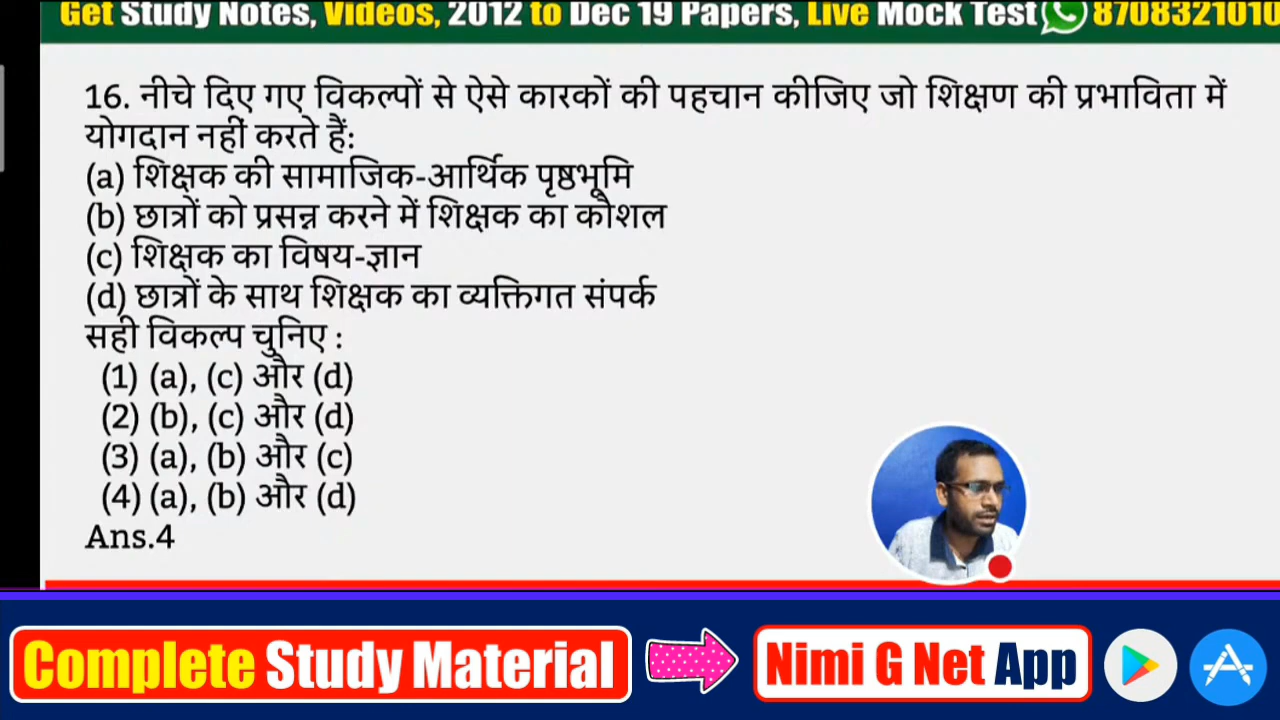 Get Study Notes, Videos, 2012 to Dec 19 Papers, Live Mock Test 8708321010
16. नीचे दिए गए विकल्पों से ऐसे कारकों की पहचान कीजिए जो शिक्षण की प्रभाविता में
योगदान नहीं करते हैं:
(a) शिक्षक की सामाजिक-आर्थिक पृष्ठभूमि
(b) छात्रों को प्रसन्न करने में शिक्षक का कौशल
(c) शिक्षक का विषय-ज्ञान
(d) छात्रों के साथ शिक्षक का व्यक्तिगत संपर्क
सही विकल्प चुनिए :
(1) (a), (c) और (d)
(2) (b), (c) और (d)
(3) (a), (b) और (c)
(4) (a), (b) और (d)
Ans.4
Complete Study Material Nimi G Net App